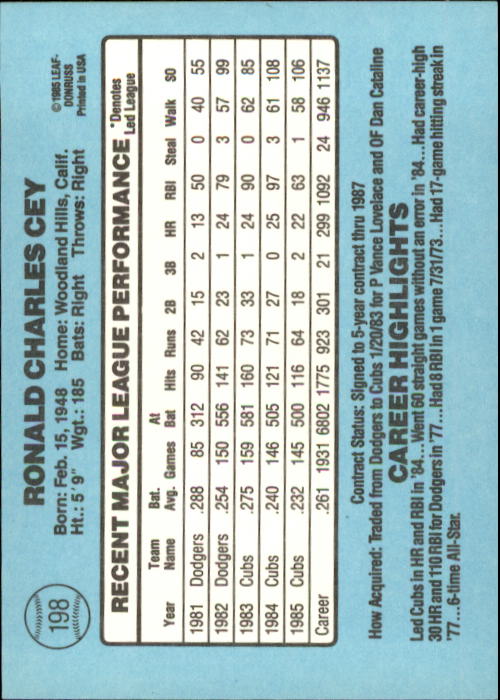 198
RONALD CHARLES CEY
Born: Feb. 15, 1948 Home: Woodland Hills, Calif.
Ht.: 5'9" Wgt.: 185 Bats: Right Throws: Right
©1985 LEAF-
DONRUSS
Printed in USA
RECENT MAJOR LEAGUE PERFORMANCE
*Denotes
Led League
Team Bat. At
Year Name Avg. Games Bat Hits Runs 2B 3B HR RBI Steal Walk SO
1981 Dodgers .288 85 312 90 42 15 2 13 50 0 40 55
1982 Dodgers .254 150 556 141 62 23 1 24 79 3 57 99
1983 Cubs .275 159 581 160 73 33 1 24 90 0 62 85
1984 Cubs .240 146 505 121 71 27 0 25 97 3 61 108
1985 Cubs .232 145 500 116 64 18 2 22 63 1 58 106
Career .261 1931 6802 1775 923 301 21 299 1092 24 946 1137
Contract Status: Signed to 5-year contract thru 1987
How Acquired: Traded from Dodgers to Cubs 1/20/83 for P Vance Lovelace and OF Dan Cataline
CAREER HIGHLIGHTS
Led Cubs in HR and RBI in '84...Went 60 straight games without an error in '84...Had career-high
30 HR and 110 RBI for Dodgers in '77...Had 8 RBI in 1 game 7/31/73...Had 17-game hitting streak in
'77...6-time All-Star.